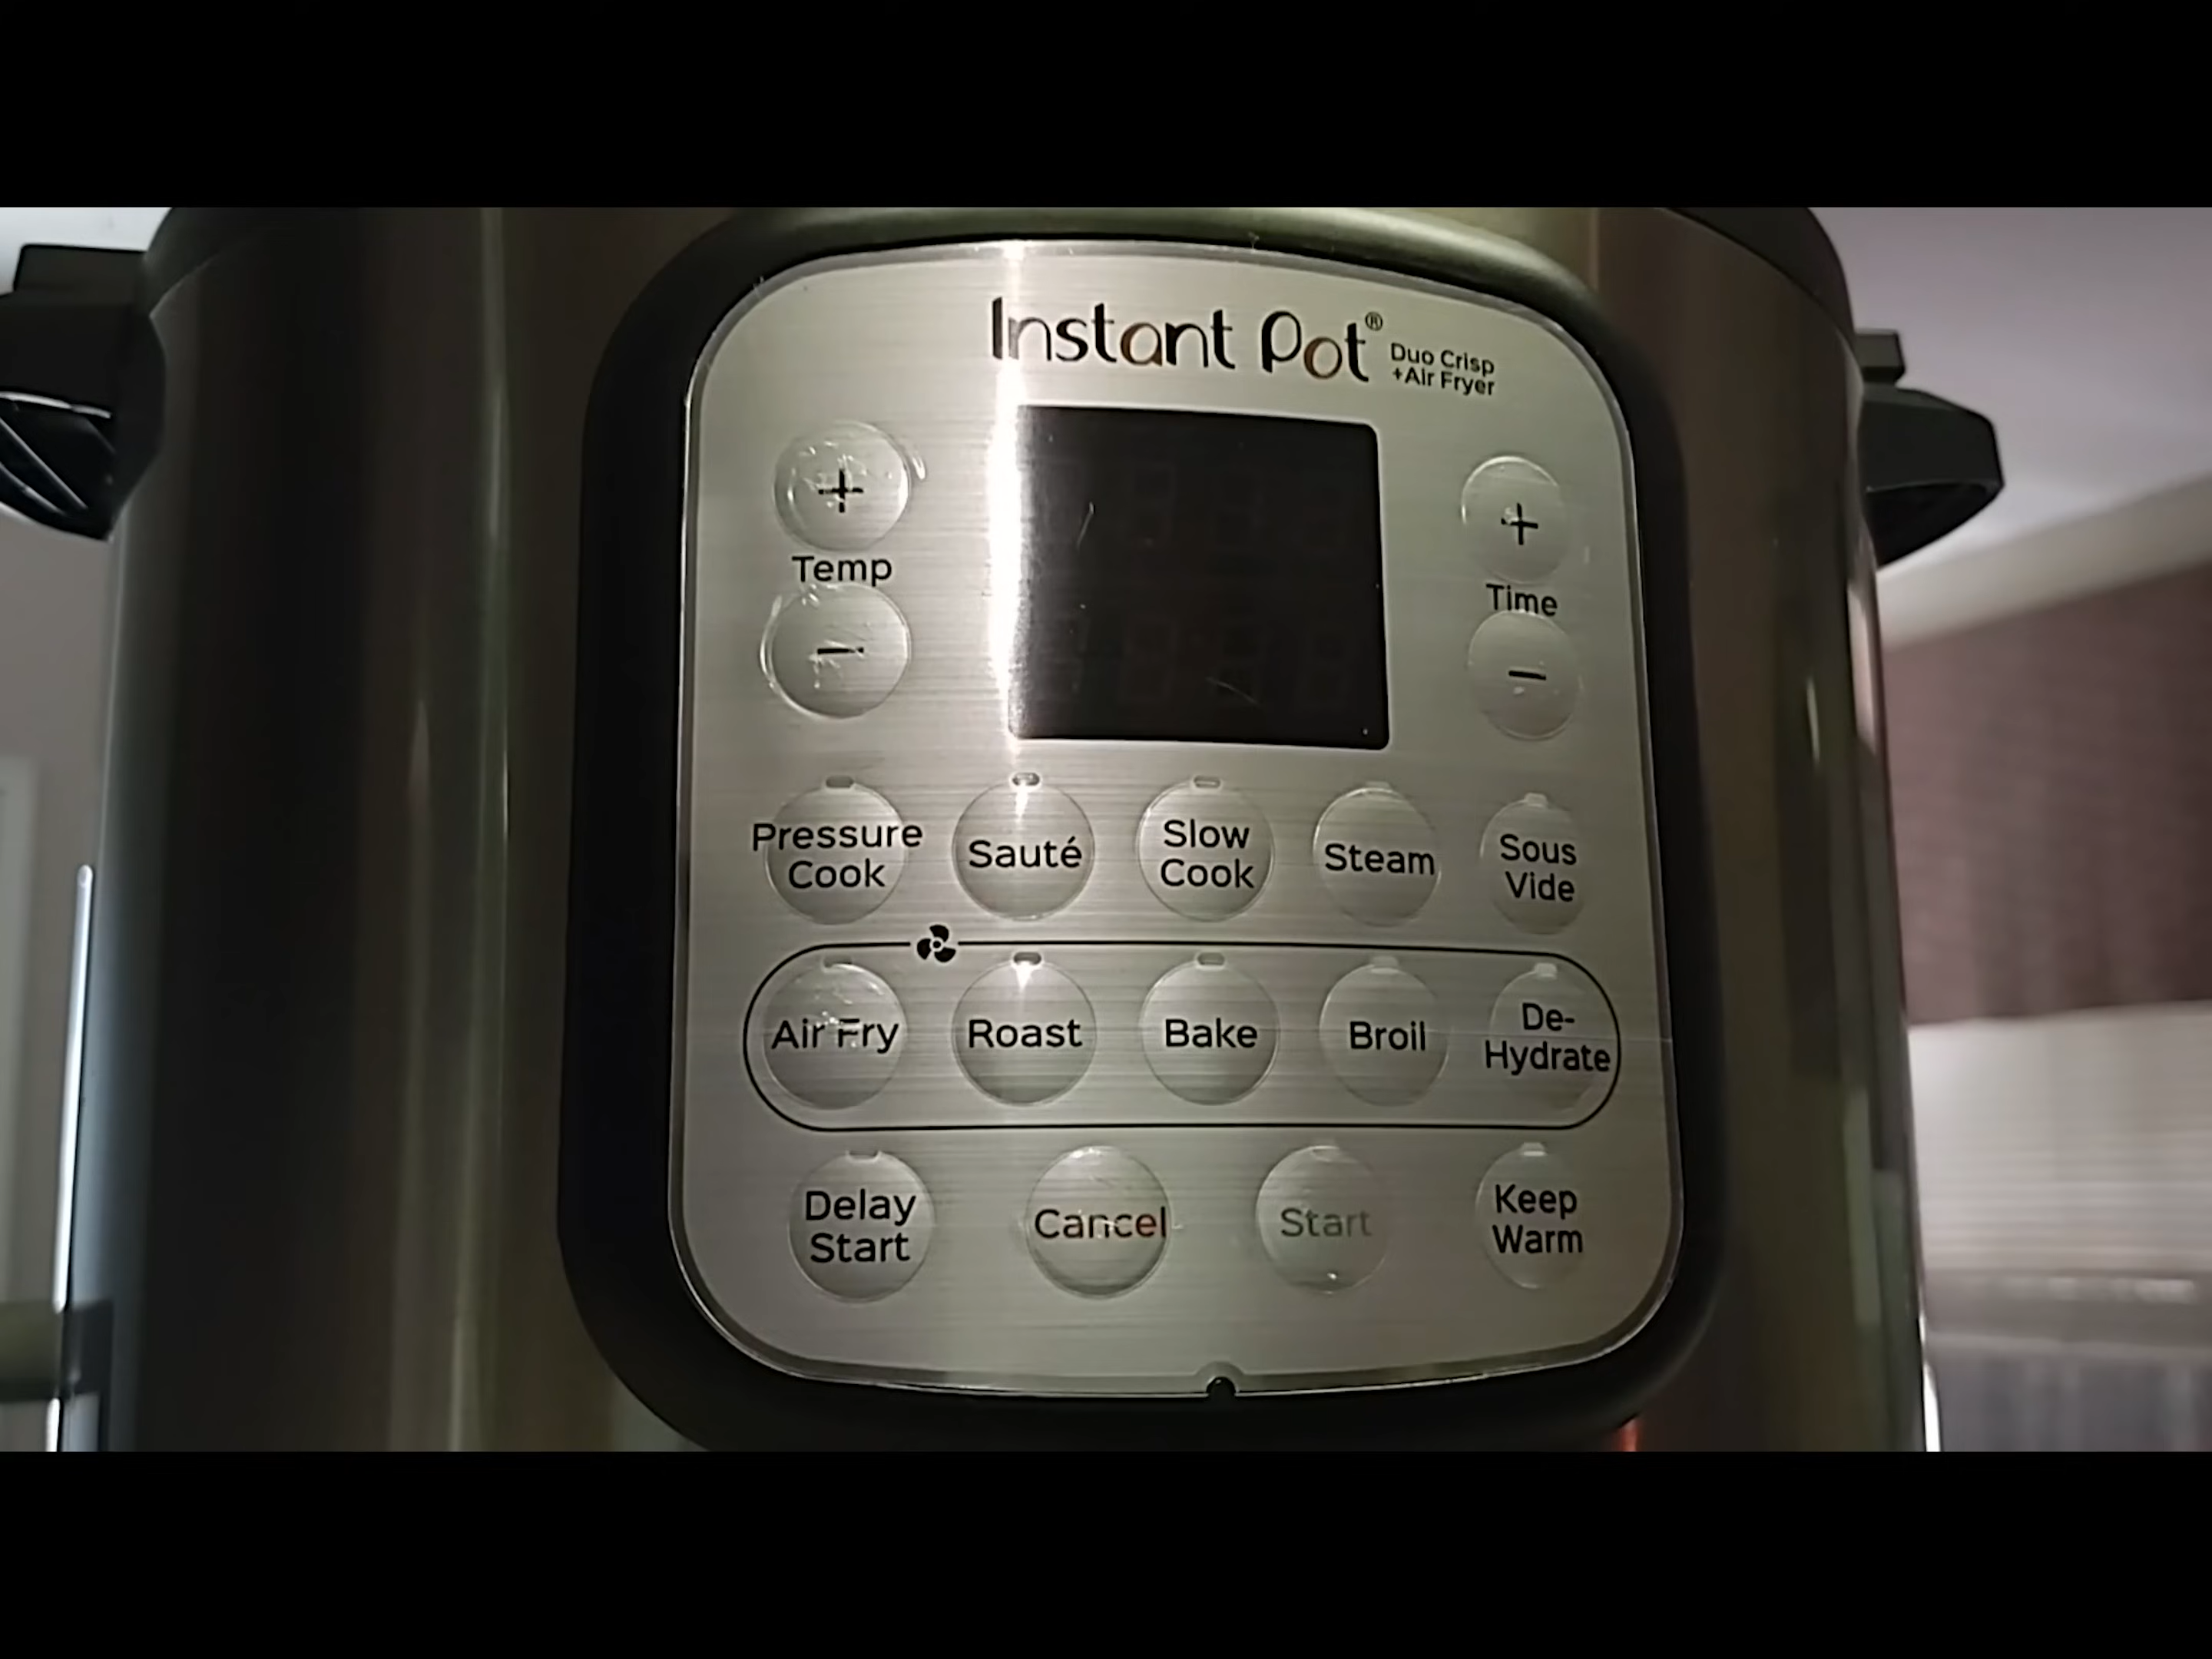 Instant Pot®
Duo Crisp
+Air Fryer
+
+
Temp
Time
-
-
Pressure
Cook
Sauté
Slow
Cook
Steam
Sous
Vide
Air Fry
Roast
Bake
Broil
De-
Hydrate
Delay
Start
Cancel
Start
Keep
Warm